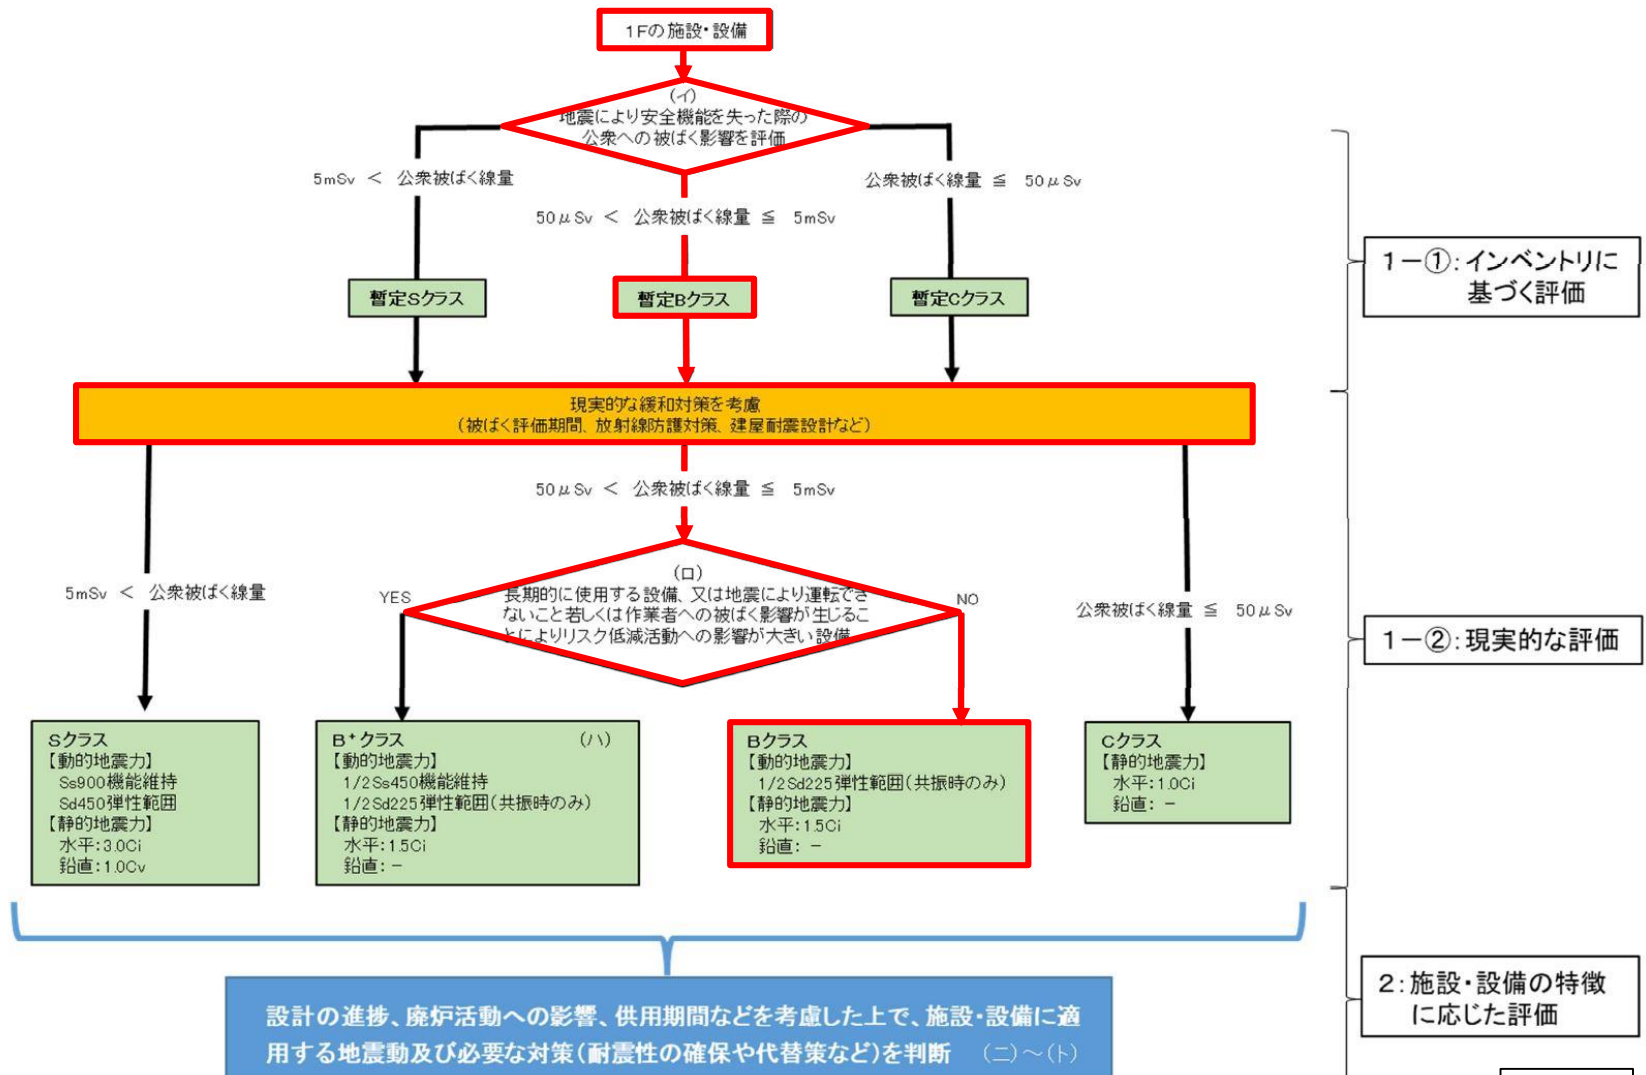 1Fの施設・設備
(イ)
地震により安全機能を失った際の
公衆への被ばく影響を評価
5mSv ＜ 公衆被ばく線量
50μSv ＜ 公衆被ばく線量 ≦ 5mSv
公衆被ばく線量 ≦ 50μSv
暫定Sクラス
暫定Bクラス
暫定Cクラス
1－①:インベントリに
基づく評価
現実的な緩和対策を考慮
(被ばく評価期間、放射線防護対策、建屋耐震設計など)
50μSv ＜ 公衆被ばく線量 ≦ 5mSv
5mSv ＜ 公衆被ばく線量
YES
(ロ)
長期的に使用する設備、又は地震により運転でき
ないこと若しくは作業者への被ばく影響が生じるこ
とによりリスク低減活動への影響が大きい設備
NO
公衆被ばく線量 ≦ 50μSv
1－②:現実的な評価
Sクラス
【動的地震力】
Ss900機能維持
Sd450弾性範囲
【静的地震力】
水平:3.0Ci
鉛直:1.0Cv
B⁺クラス (ハ)
【動的地震力】
1/2Ss450機能維持
1/2Sd225弾性範囲(共振時のみ)
【静的地震力】
水平:1.5Ci
鉛直:－
Bクラス
【動的地震力】
1/2Sd225弾性範囲(共振時のみ)
【静的地震力】
水平:1.5Ci
鉛直:－
Cクラス
【静的地震力】
水平:1.0Ci
鉛直:－
設計の進捗、廃炉活動への影響、供用期間などを考慮した上で、施設・設備に適
用する地震動及び必要な対策(耐震性の確保や代替策など)を判断 (ニ)～(ト)
2:施設・設備の特徴
に応じた評価